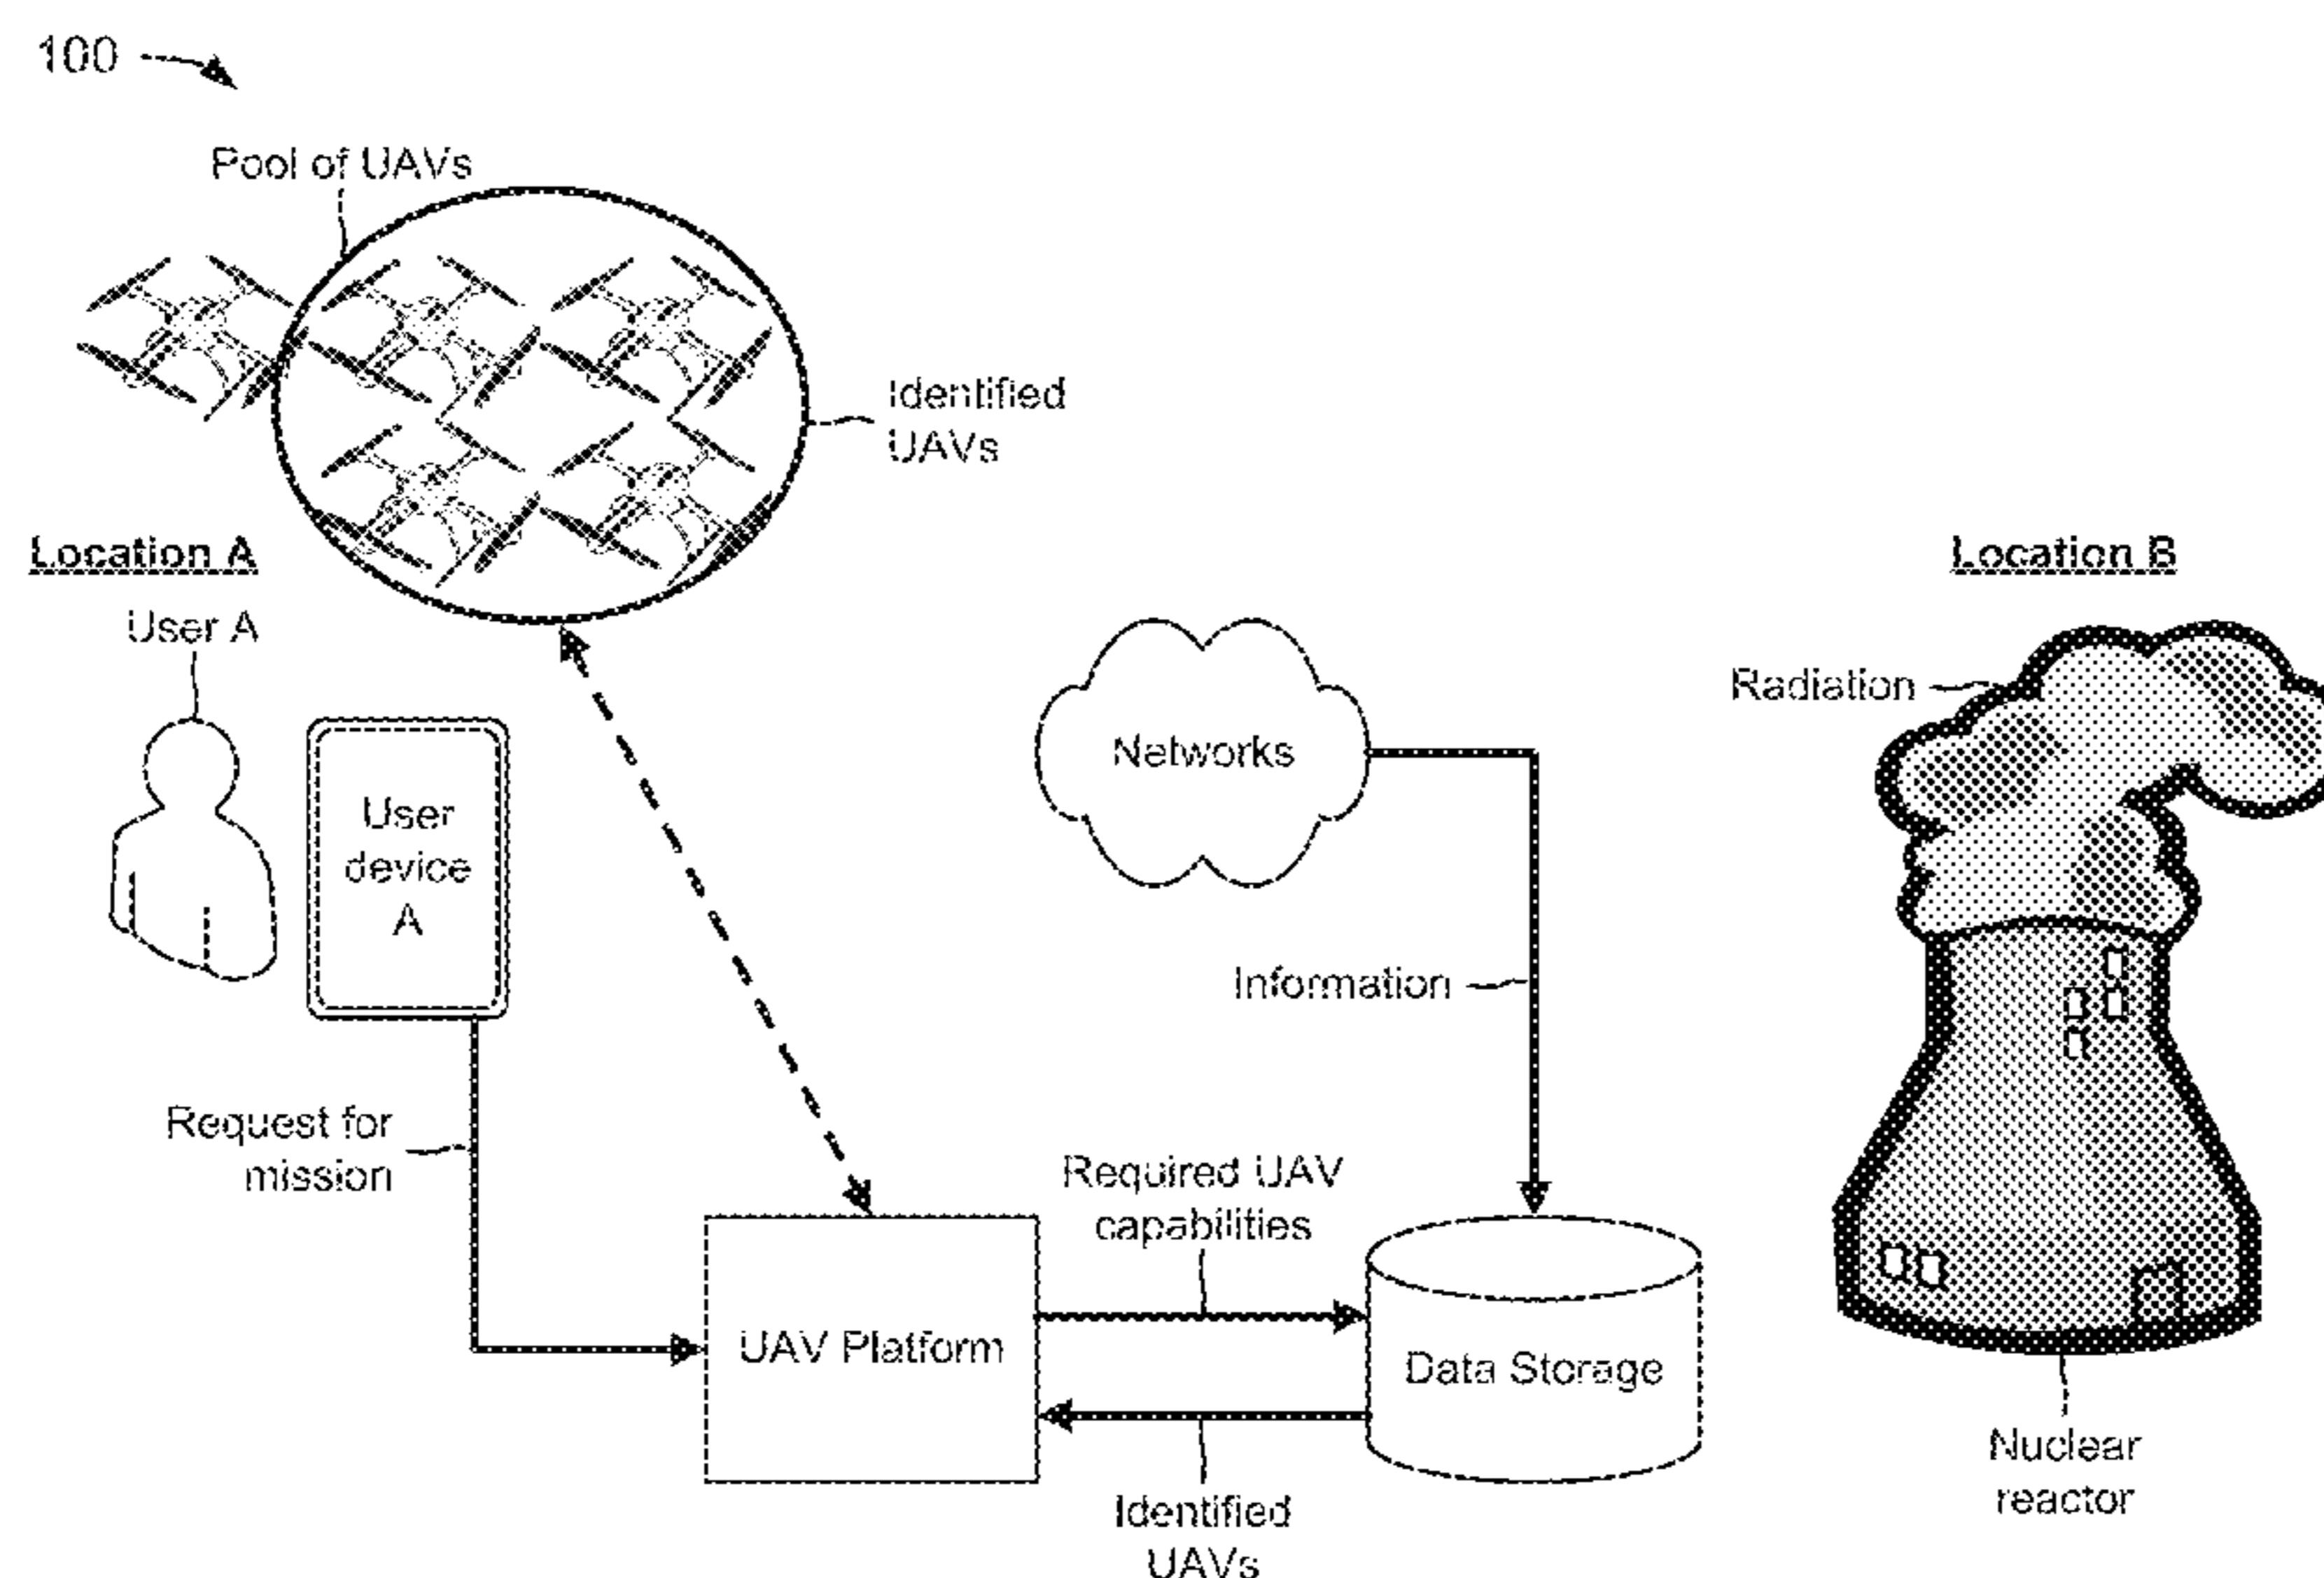 100
Pool of UAVs
Identified
UAVs
Location A
User A
User
device
A
Request for
mission
Networks
Information
Required UAV
capabilities
UAV Platform
Data Storage
Identified
UAVs
Location B
Radiation
Nuclear
reactor